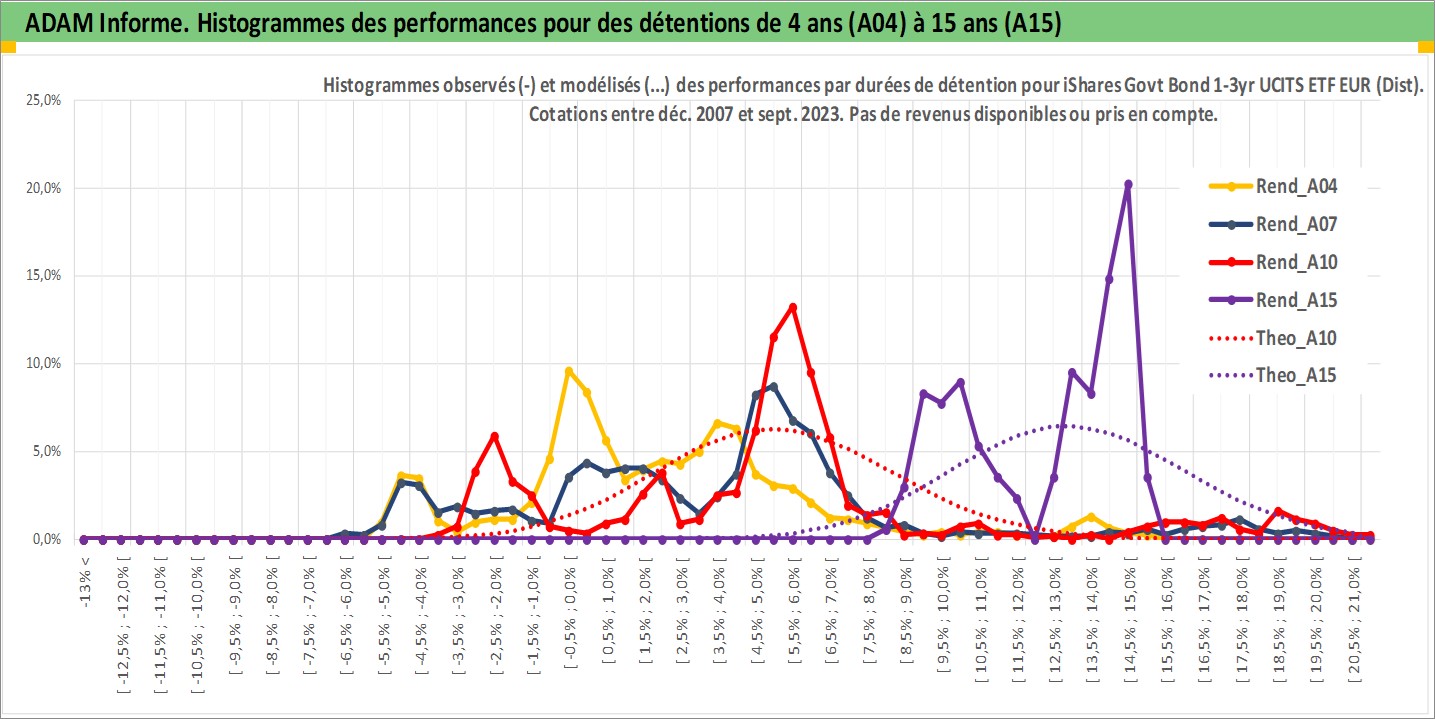 ADAM Informe. Histogrammes des performances pour des détentions de 4 ans (A04) à 15 ans (A15)
Histogrammes observés (-) et modélisés (...) des performances par durées de détention pour iShares Govt Bond 1-3yr UCITS ETF EUR (Dist).
Cotations entre déc. 2007 et sept. 2023. Pas de revenus disponibles ou pris en compte.
25,0%
20,0%
15,0%
10,0%
5,0%
0,0%
Rend_A04
Rend_A07
Rend_A10
Rend_A15
Theo_A10
Theo_A15
-13% <
[ -12,5% ; -12,0% [
[ -11,5% ; -11,0% [
[ -10,5% ; -10,0% [
[ -9,5% ; -9,0% [
[ -8,5% ; -8,0% [
[ -7,5% ; -7,0% [
[ -6,5% ; -6,0% [
[ -5,5% ; -5,0% [
[ -4,5% ; -4,0% [
[ -3,5% ; -3,0% [
[ -2,5% ; -2,0% [
[ -1,5% ; -1,0% [
[ -0,5% ; 0,0% [
[ 0,5% ; 1,0% [
[ 1,5% ; 2,0% [
[ 2,5% ; 3,0% [
[ 3,5% ; 4,0% [
[ 4,5% ; 5,0% [
[ 5,5% ; 6,0% [
[ 6,5% ; 7,0% [
[ 7,5% ; 8,0% [
[ 8,5% ; 9,0% [
[ 9,5% ; 10,0% [
[ 10,5% ; 11,0% [
[ 11,5% ; 12,0% [
[ 12,5% ; 13,0% [
[ 13,5% ; 14,0% [
[ 14,5% ; 15,0% [
[ 15,5% ; 16,0% [
[ 16,5% ; 17,0% [
[ 17,5% ; 18,0% [
[ 18,5% ; 19,0% [
[ 19,5% ; 20,0% [
[ 20,5% ; 21,0% [